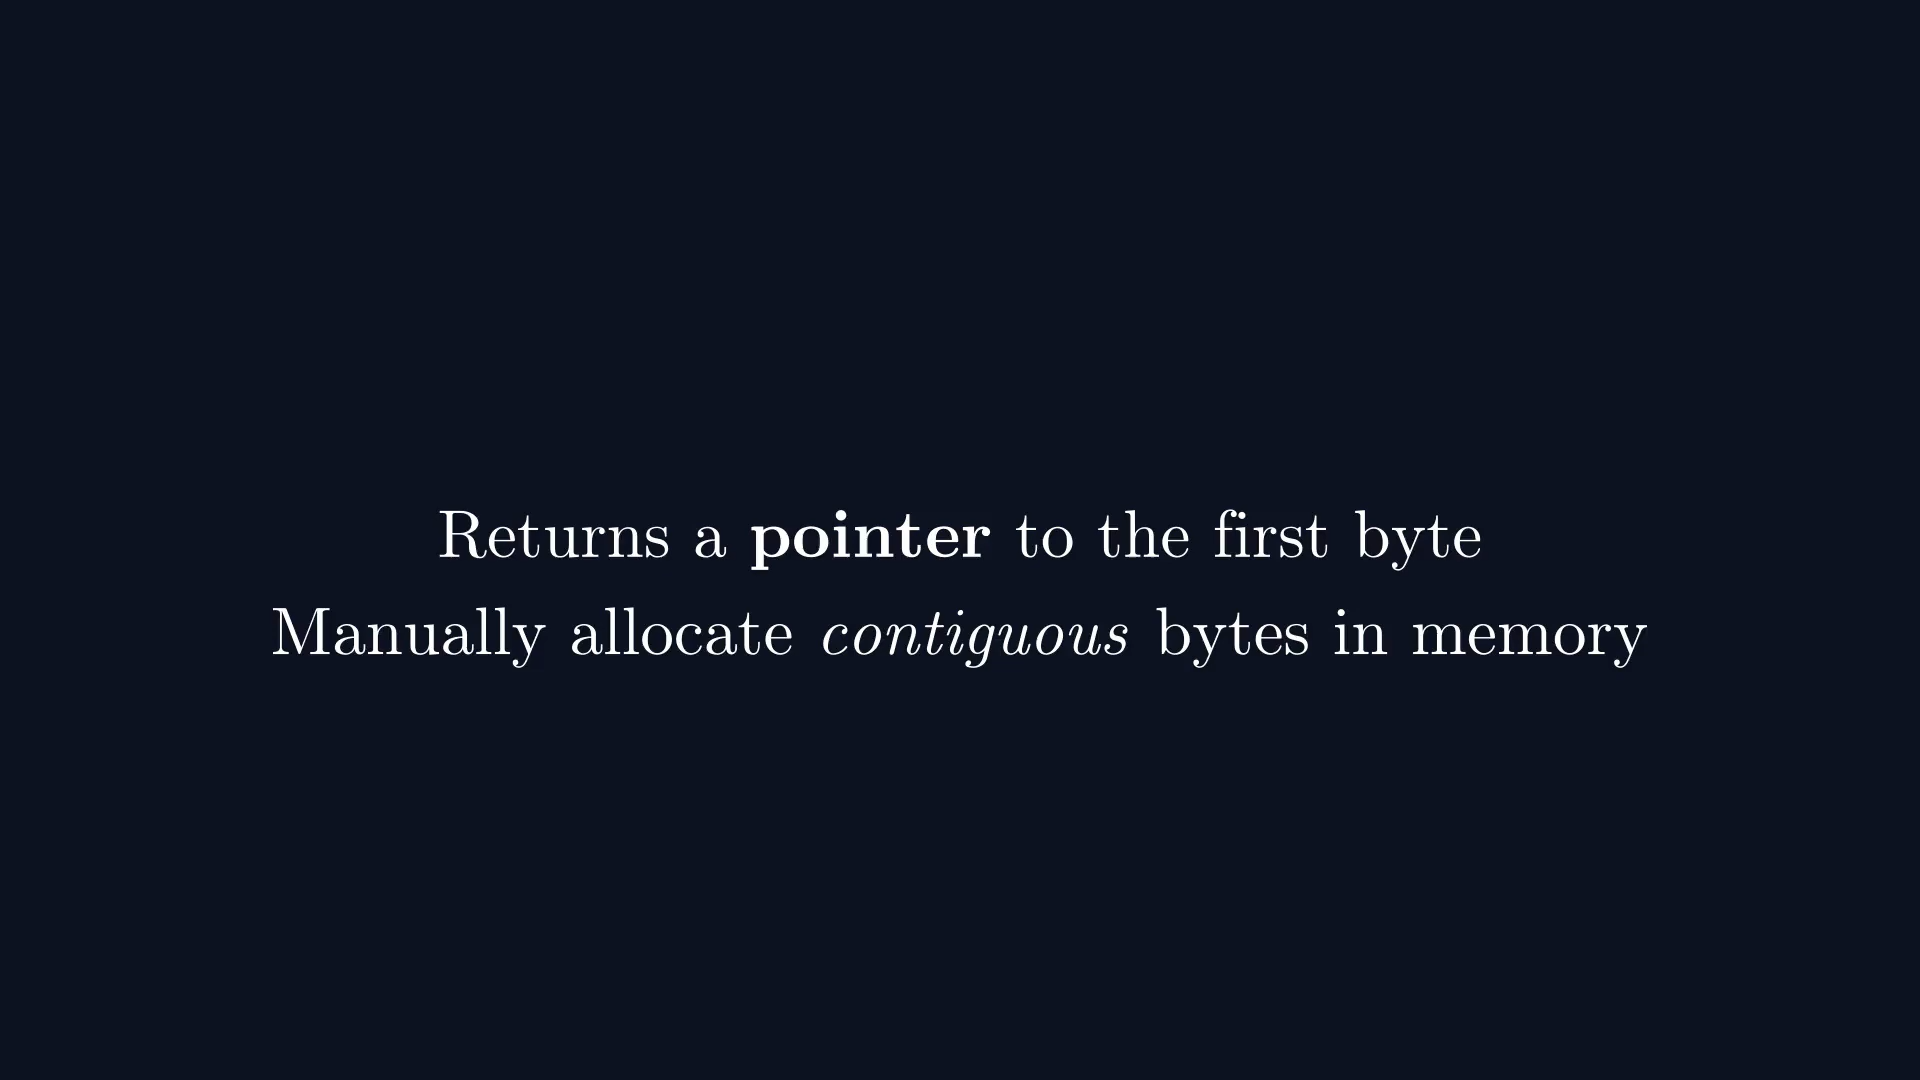 Returns a pointer to the first byte
Manually allocate contiguous bytes in memory